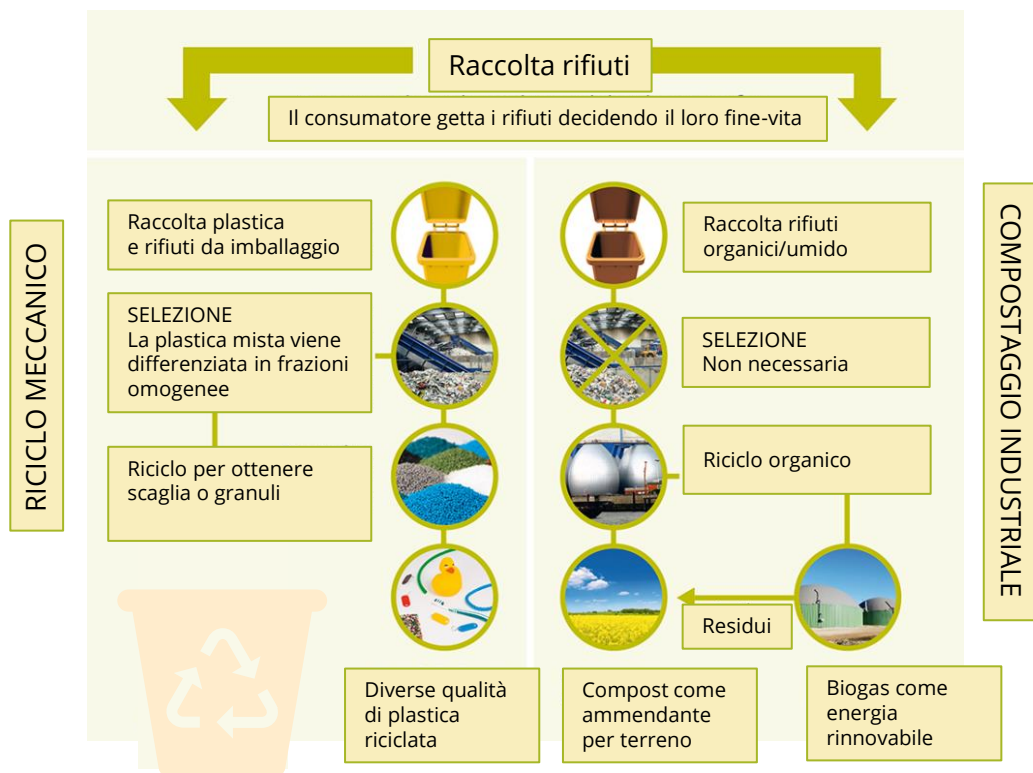 Raccolta rifiuti
Il consumatore getta i rifiuti decidendo il loro fine-vita
RICICLO MECCANICO
Raccolta plastica
e rifiuti da imballaggio
SELEZIONE
La plastica mista viene
differenziata in frazioni
omogenee
Riciclo per ottenere
scaglia o granuli
Diverse qualità
di plastica
riciclata
COMPOSTAGGIO INDUSTRIALE
Raccolta rifiuti
organici/umido
SELEZIONE
Non necessaria
Riciclo organico
Residui
Compost come
ammendante
per terreno
Biogas come
energia
rinnovabile